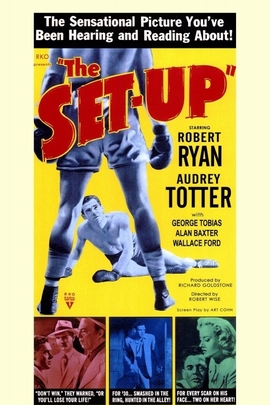 The Sensational Picture You've
Been Hearing and Reading About!
RKO
presents
"The
SET-UP"
STARRING
ROBERT
RYAN
AUDREY
TOTTER
with
GEORGE TOBIAS
ALAN BAXTER
WALLACE FORD
Produced by
RICHARD GOLDSTONE
Directed by
ROBERT WISE
Screen Play by ART COHN
RKO
RADIO
"DON'T WIN," THEY WARNED, "OR
YOU'LL LOSE YOUR LIFE!"
FOR $30.. SMASHED IN THE
RING, HUNTED IN THE ALLEY!
FOR EVERY SCAR ON HIS
FACE... TWO ON HER HEART!